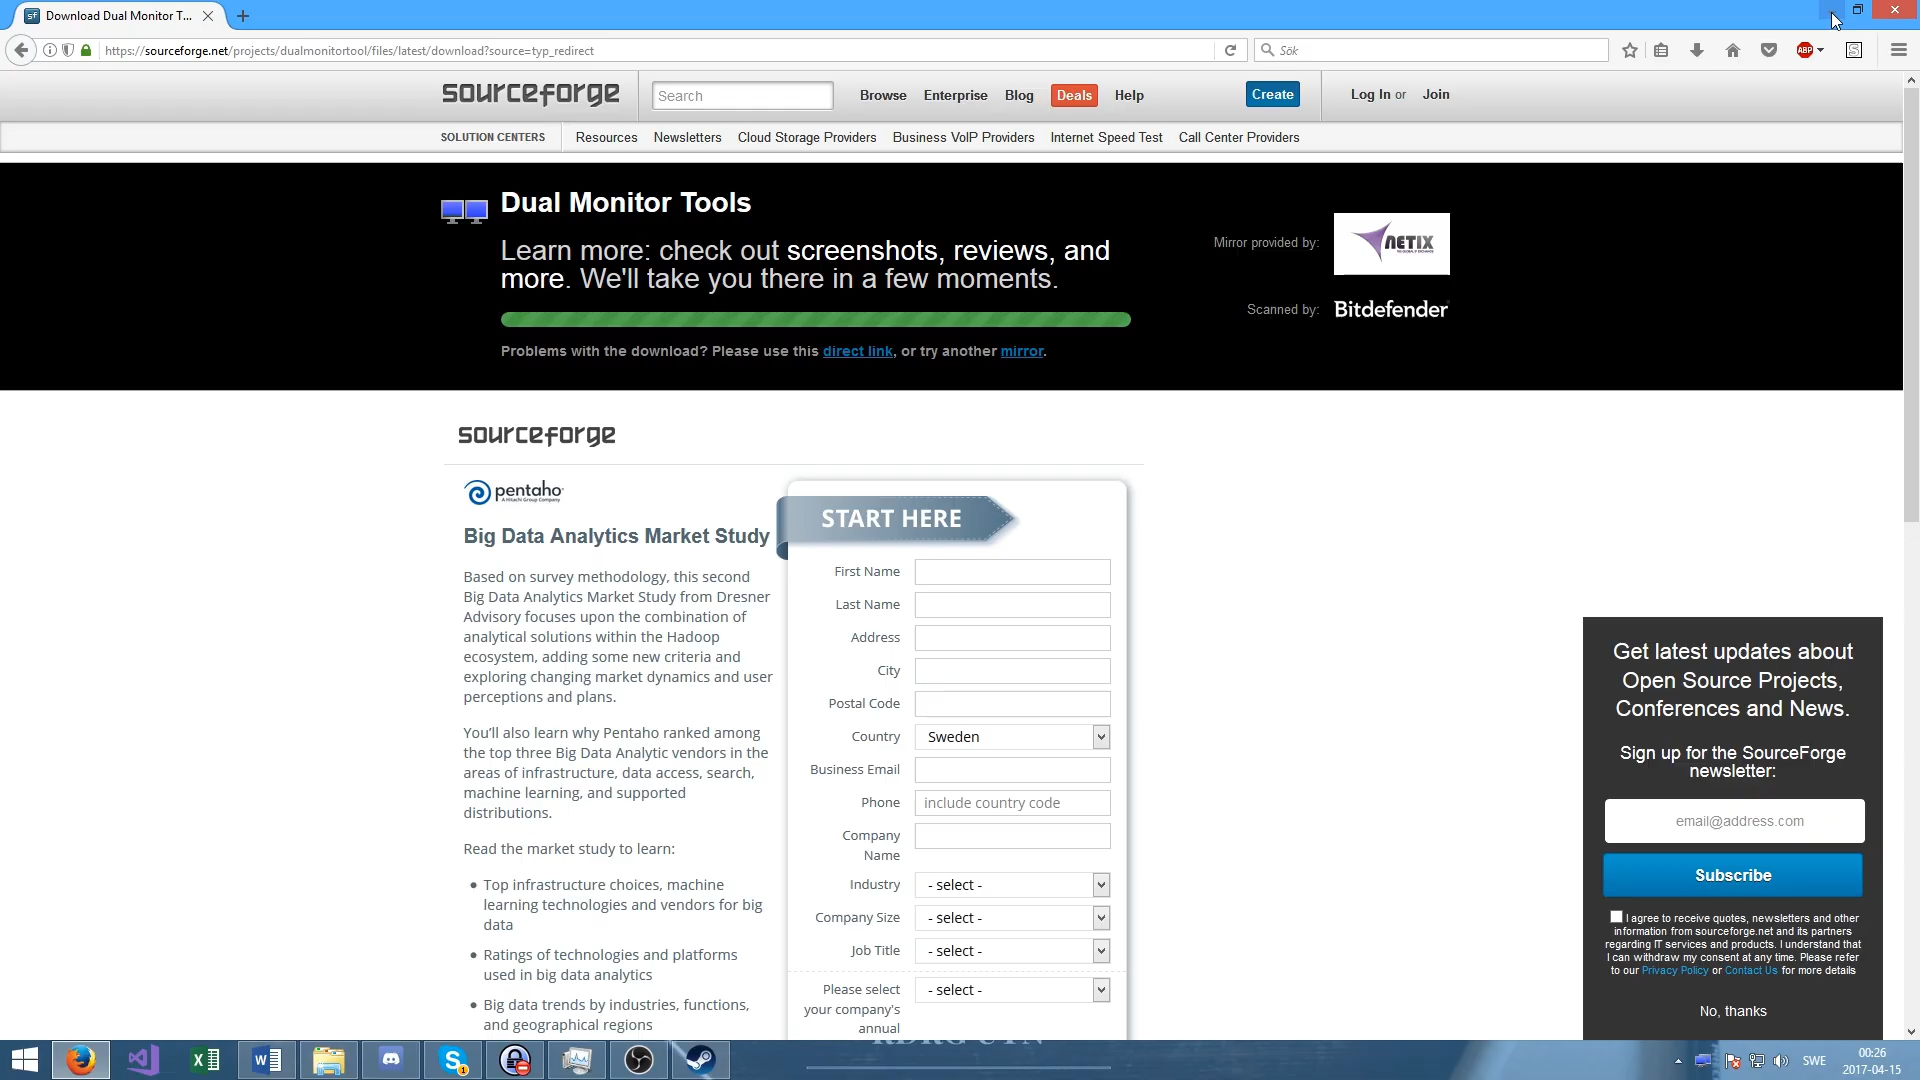 Download Dual Monitor T...
https://sourceforge.net/projects/dualmonitortool/files/latest/download?source=typ_redirect
Sök
ABP
sourceforge
Search
Browse
Enterprise
Blog
Deals
Help
Create
Log In or Join
SOLUTION CENTERS
Resources
Newsletters
Cloud Storage Providers
Business VoIP Providers
Internet Speed Test
Call Center Providers
Dual Monitor Tools
Learn more: check out screenshots, reviews, and
more. We'll take you there in a few moments.
Mirror provided by:
NETIX
Scanned by:
Bitdefender
Problems with the download? Please use this direct link, or try another mirror.
sourceforge
pentaho
A Hitachi Group Company
Big Data Analytics Market Study
Based on survey methodology, this second
Big Data Analytics Market Study from Dresner
Advisory focuses upon the combination of
analytical solutions within the Hadoop
ecosystem, adding some new criteria and
exploring changing market dynamics and user
perceptions and plans.
You'll also learn why Pentaho ranked among
the top three Big Data Analytic vendors in the
areas of infrastructure, data access, search,
machine learning, and supported
distributions.
Read the market study to learn:
• Top infrastructure choices, machine
learning technologies and vendors for big
data
• Ratings of technologies and platforms
used in big data analytics
• Big data trends by industries, functions,
and geographical regions
START HERE
First Name
Last Name
Address
City
Postal Code
Country
Sweden
Business Email
Phone
include country code
Company
Name
Industry
- select -
Company Size
- select -
Job Title
- select -
Please select
your company's
annual
- select -
Get latest updates about
Open Source Projects,
Conferences and News.
Sign up for the SourceForge
newsletter:
email@address.com
Subscribe
I agree to receive quotes, newsletters and other
information from sourceforge.net and its partners
regarding IT services and products. I understand that
I can withdraw my consent at any time. Please refer
to our Privacy Policy or Contact Us for more details
No, thanks
SWE
00:26
2017-04-15